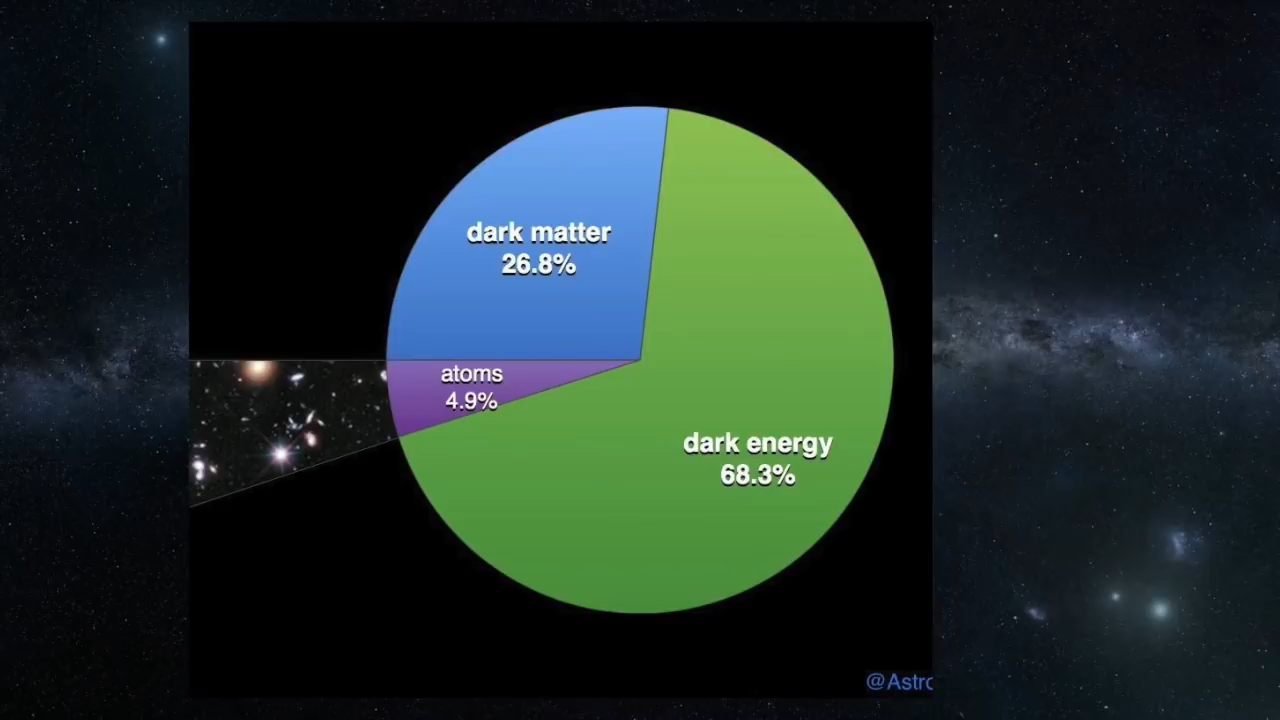 dark matter
26.8%
atoms
4.9%
dark energy
68.3%
@Astro